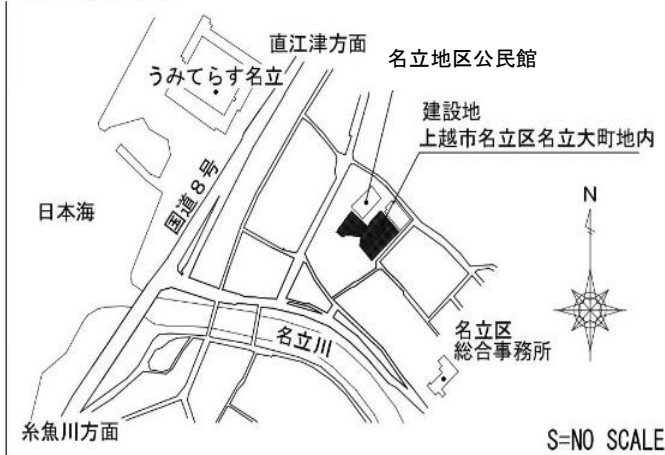 直江津方面
名立地区公民館
うみてらす名立
建設地
上越市名立区名立大町地内
国道8号
日本海
N
名立川
名立区
総合事務所
糸魚川方面
S=NO SCALE